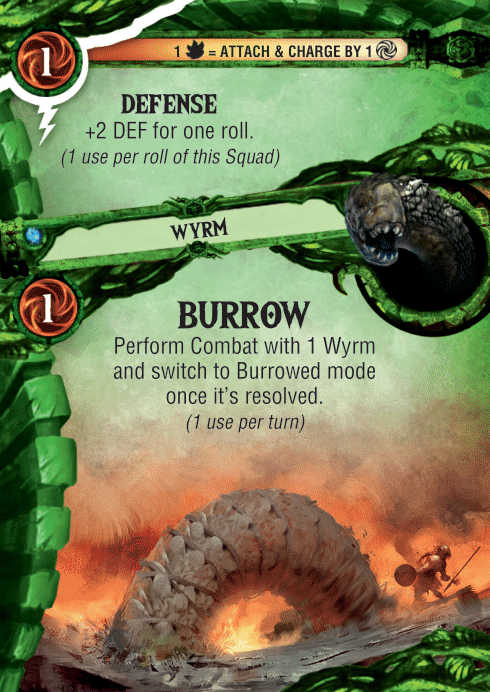 1
1 = ATTACH & CHARGE BY 1
DEFENSE
+2 DEF for one roll.
(1 use per roll of this Squad)
WYRM
1
BURROW
Perform Combat with 1 Wyrm
and switch to Burrowed mode
once it's resolved.
(1 use per turn)